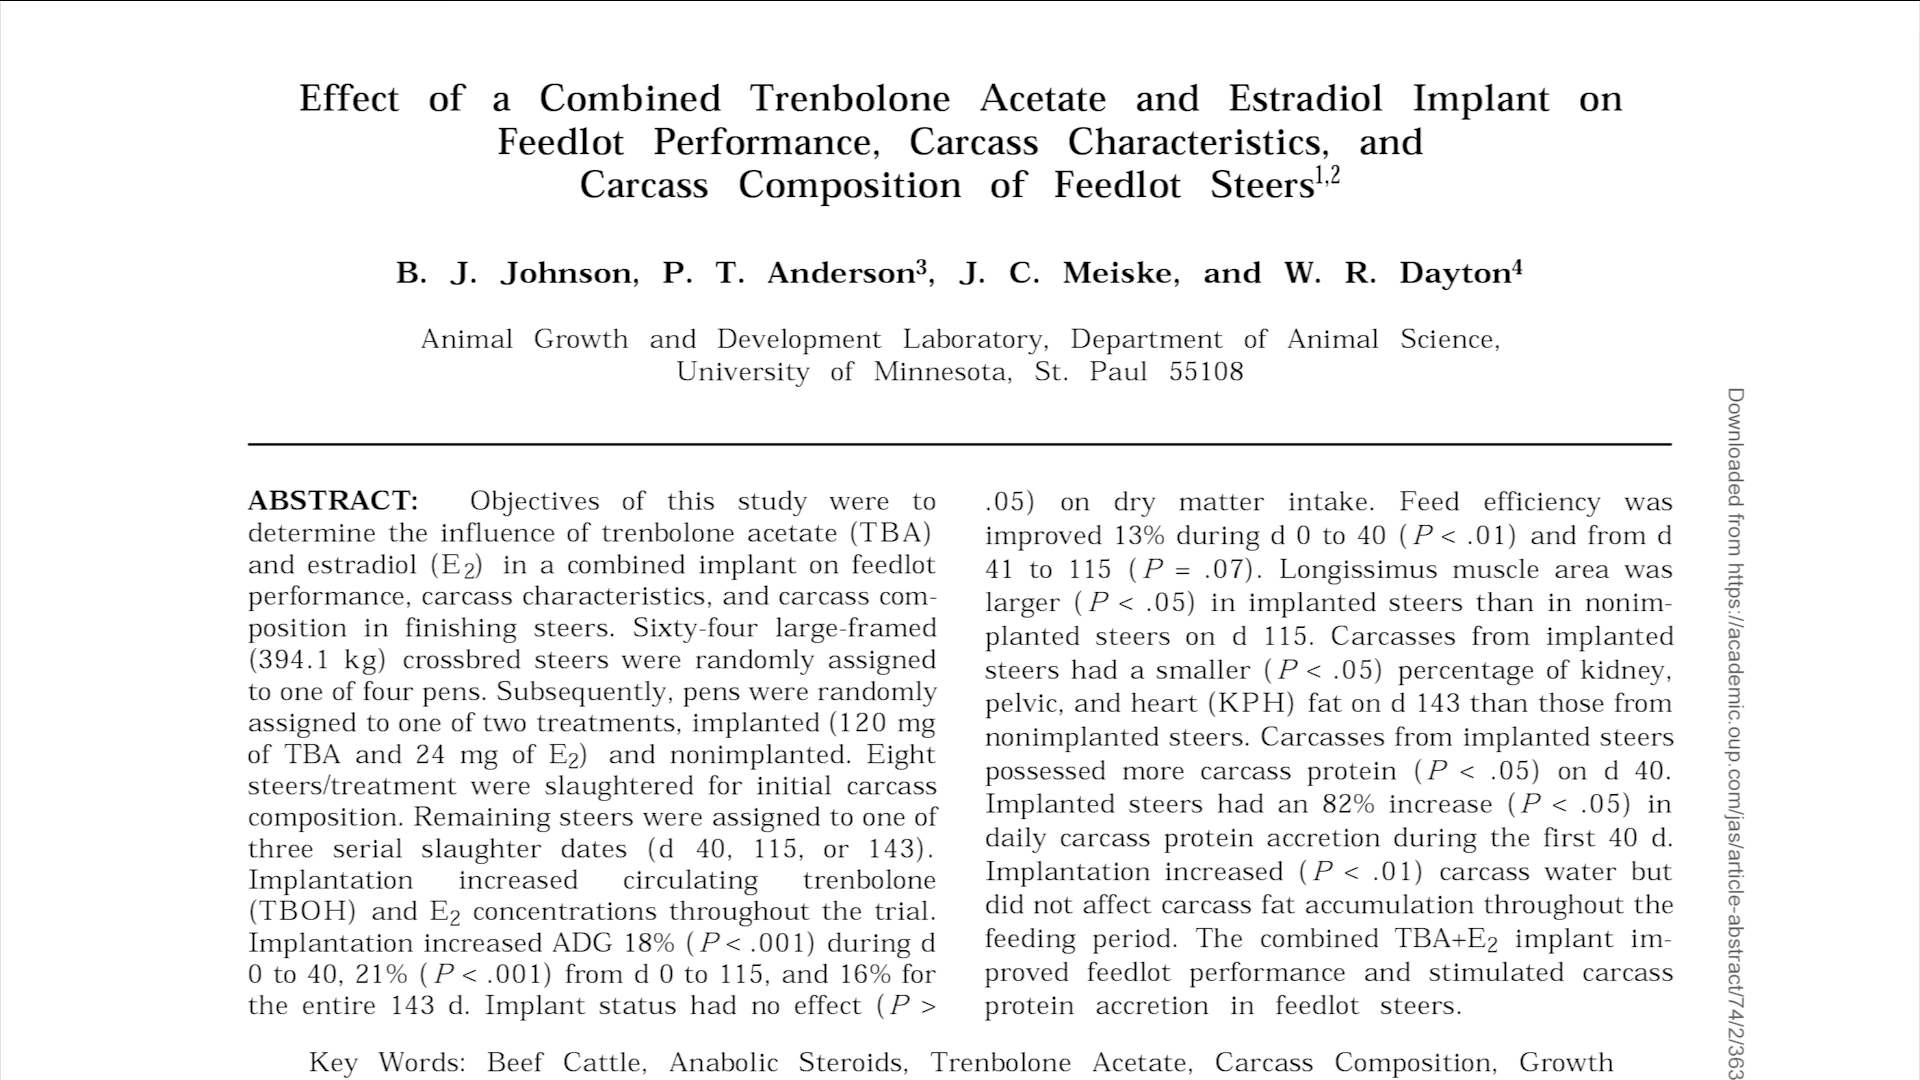 Effect of a Combined Trenbolone Acetate and Estradiol Implant on
Feedlot Performance, Carcass Characteristics, and
Carcass Composition of Feedlot Steers1,2
B. J. Johnson, P. T. Anderson3, J. C. Meiske, and W. R. Dayton4
Animal Growth and Development Laboratory, Department of Animal Science,
University of Minnesota, St. Paul 55108
ABSTRACT: Objectives of this study were to
determine the influence of trenbolone acetate (TBA)
and estradiol (E2) in a combined implant on feedlot
performance, carcass characteristics, and carcass com-
position in finishing steers. Sixty-four large-framed
(394.1 kg) crossbred steers were randomly assigned
to one of four pens. Subsequently, pens were randomly
assigned to one of two treatments, implanted (120 mg
of TBA and 24 mg of E2) and nonimplanted. Eight
steers/treatment were slaughtered for initial carcass
composition. Remaining steers were assigned to one of
three serial slaughter dates (d 40, 115, or 143).
Implantation increased circulating trenbolone
(TBOH) and E2 concentrations throughout the trial.
Implantation increased ADG 18% (P < .001) during d
0 to 40, 21% (P < .001) from d 0 to 115, and 16% for
the entire 143 d. Implant status had no effect (P >
.05) on dry matter intake. Feed efficiency was
improved 13% during d 0 to 40 (P < .01) and from d
41 to 115 (P = .07). Longissimus muscle area was
larger (P < .05) in implanted steers than in nonim-
planted steers on d 115. Carcasses from implanted
steers had a smaller (P < .05) percentage of kidney,
pelvic, and heart (KPH) fat on d 143 than those from
nonimplanted steers. Carcasses from implanted steers
possessed more carcass protein (P < .05) on d 40.
Implanted steers had an 82% increase (P < .05) in
daily carcass protein accretion during the first 40 d.
Implantation increased (P < .01) carcass water but
did not affect carcass fat accumulation throughout the
feeding period. The combined TBA+E2 implant im-
proved feedlot performance and stimulated carcass
protein accretion in feedlot steers.
Key Words: Beef Cattle, Anabolic Steroids, Trenbolone Acetate, Carcass Composition, Growth
Downloaded from https://academic.oup.com/jas/article-abstract/74/2/363